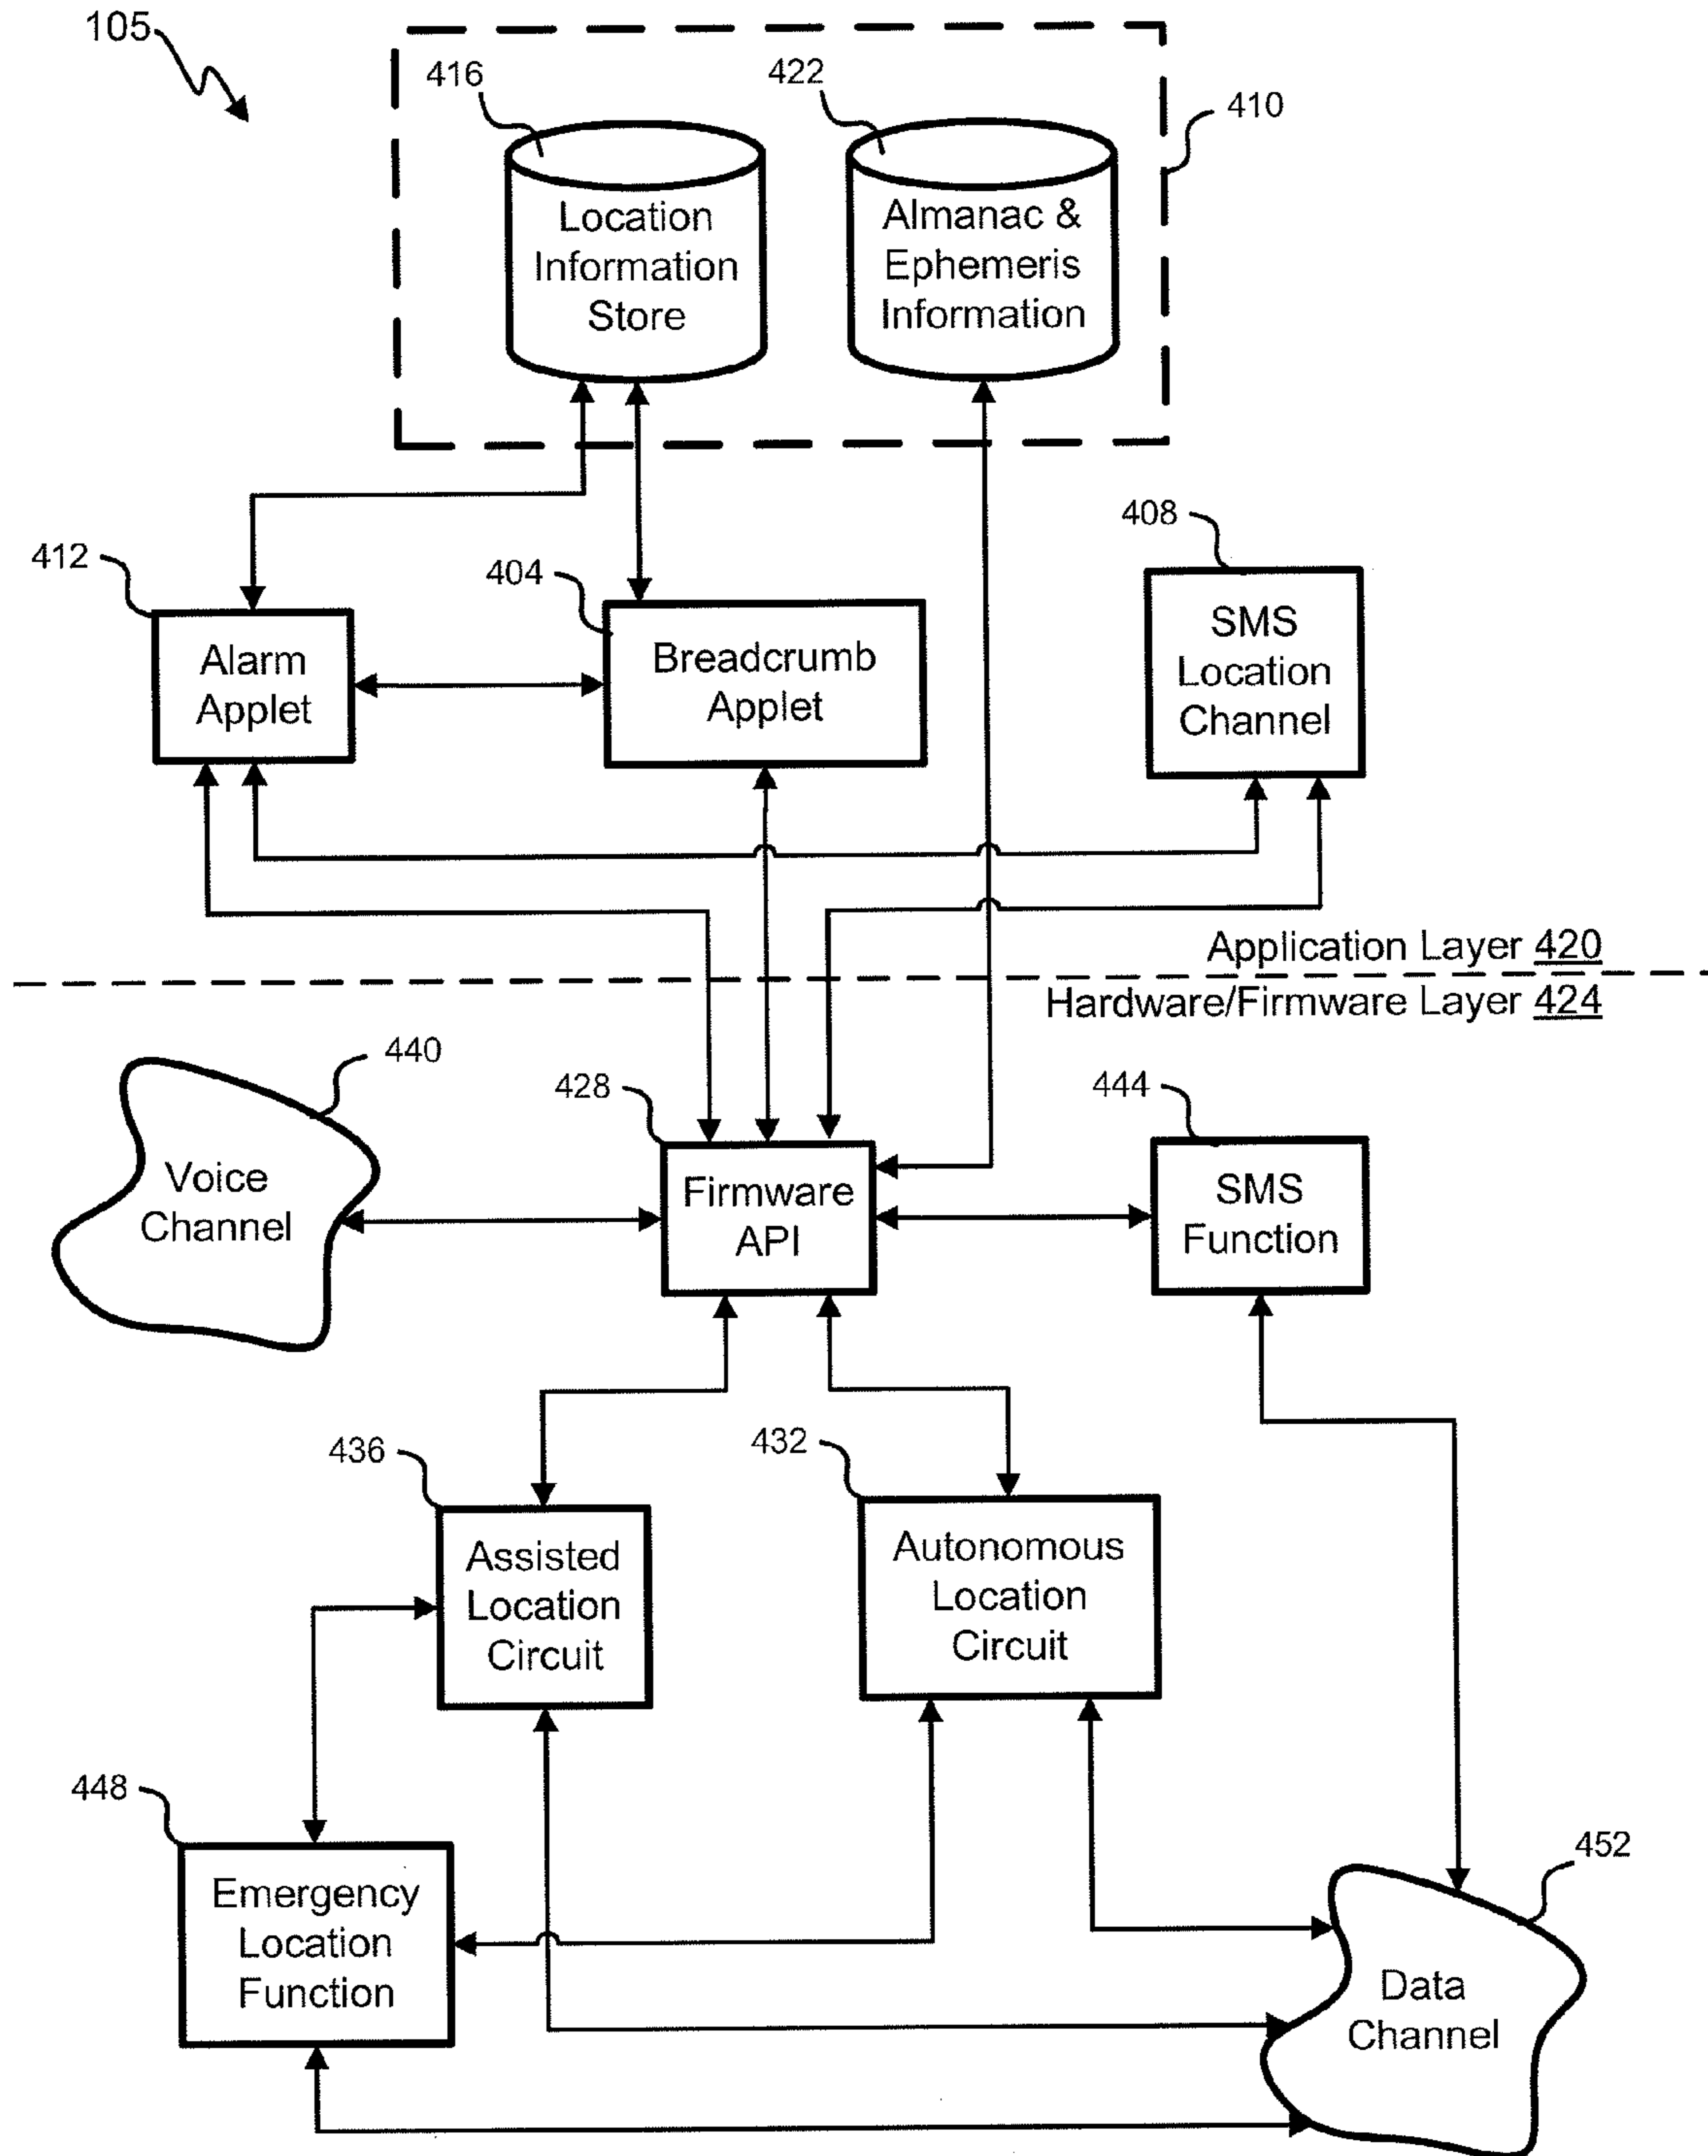 105
416
422
410
Location
Information
Store
Almanac &
Ephemeris
Information
408
412
404
SMS
Location
Channel
Alarm
Applet
Breadcrumb
Applet
Application Layer 420
Hardware/Firmware Layer 424
440
428
444
Voice
Channel
Firmware
API
SMS
Function
436
432
Assisted
Location
Circuit
Autonomous
Location
Circuit
448
452
Emergency
Location
Function
Data
Channel